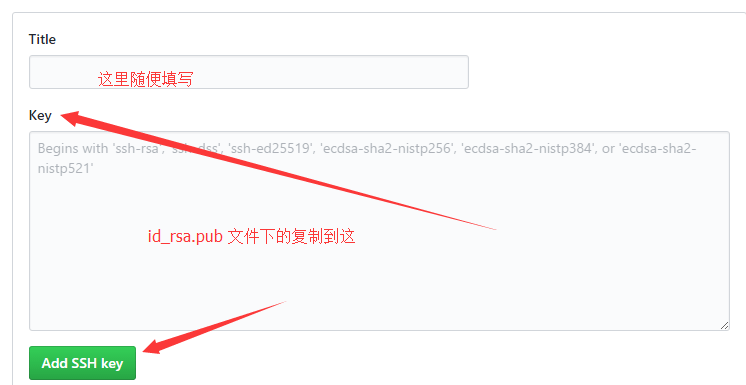 Title
这里随便填写
Key
Begins with 'ssh-rsa', 'ssh-dss', 'ssh-ed25519', 'ecdsa-sha2-nistp256', 'ecdsa-sha2-nistp384', or 'ecdsa-sha2-
nistp521'
id_rsa.pub 文件下的复制到这
Add SSH key